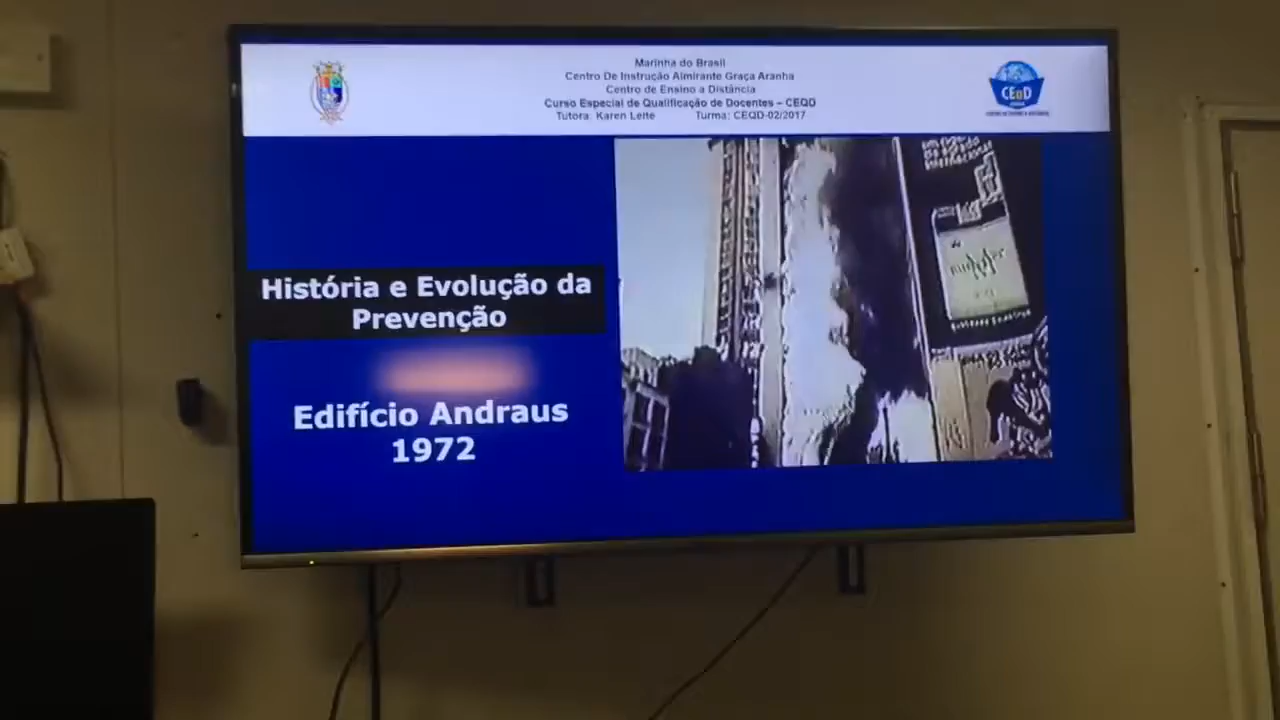 Marinha do Brasil
Centro De Instrução Almirante Graça Aranha
Centro de Ensino a Distância
Curso Especial de Qualificação de Docentes – CEQD
Tutora: Karen Leite Turma: CEQD-02/2017
CEaD
História e Evolução da
Prevenção
Edifício Andraus
1972